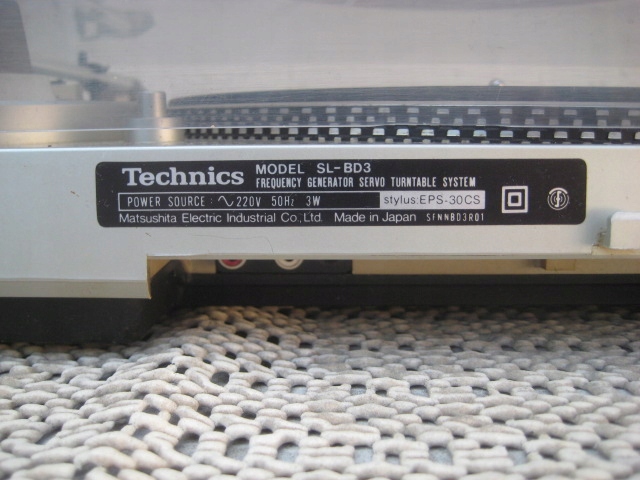 Technics MODEL SL-BD3
FREQUENCY GENERATOR SERVO TURNTABLE SYSTEM
POWER SOURCE : ∿220V 50Hz 3W stylus:EPS-30CS
Matsushita Electric Industrial Co.,Ltd. Made in Japan SFNNBD3R01